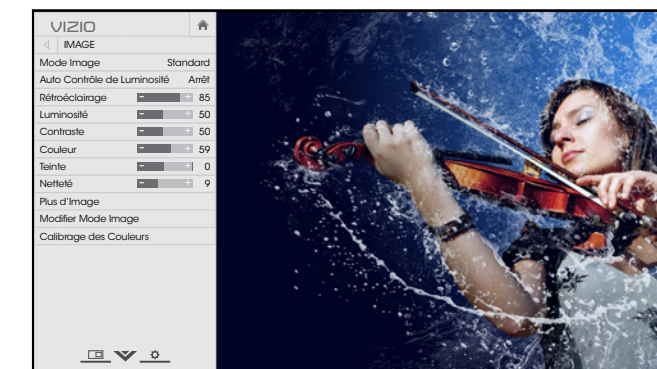 VIZIO
IMAGE
Mode Image Standard
Auto Contrôle de Luminosité Arrêt
Rétroéclairage - + 85
Luminosité - + 50
Contraste - + 50
Couleur - + 59
Teinte - + 0
Netteté - + 9
Plus d'Image
Modifier Mode Image
Calibrage des Couleurs